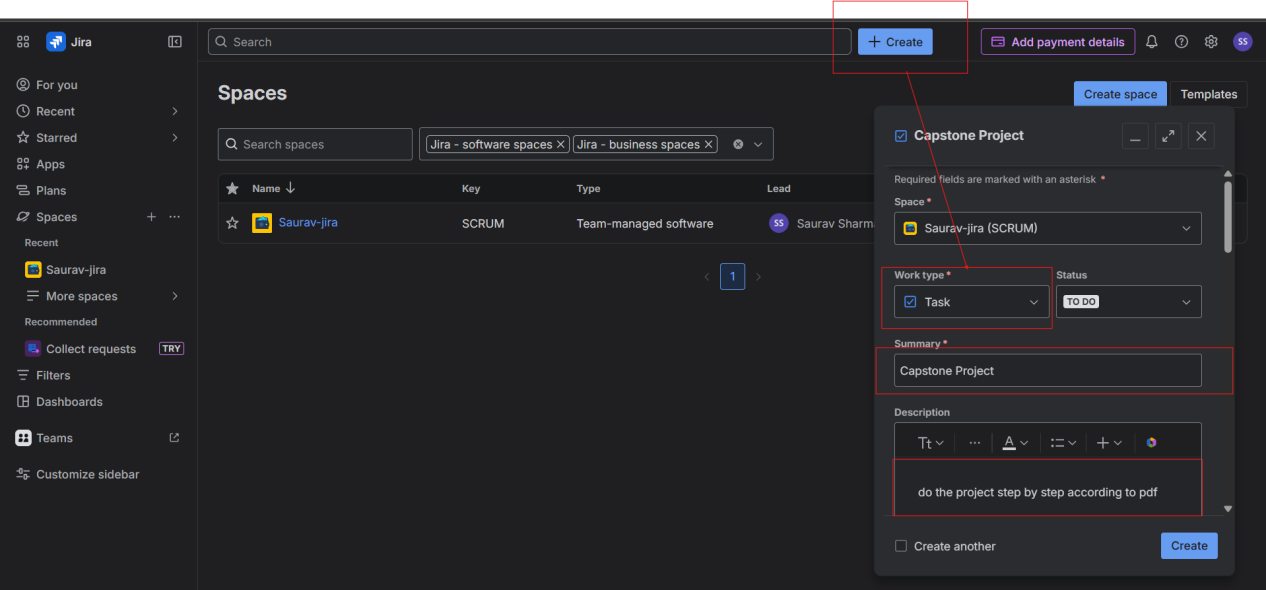 Jira
Search
+ Create
Add payment details
SS
For you
Recent
Starred
Apps
Plans
Spaces
Recent
Saurav-jira
More spaces
Recommended
Collect requests TRY
Filters
Dashboards
Teams
Customize sidebar
Spaces
Create space
Templates
Search spaces
Jira - software spaces
Jira - business spaces
Name Key Type Lead
Saurav-jira SCRUM Team-managed software SS Saurav Sharm
1
Capstone Project
Required fields are marked with an asterisk *
Space *
Saurav-jira (SCRUM)
Work type * Status
Task TO DO
Summary *
Capstone Project
Description
Tt A
do the project step by step according to pdf
Create another
Create